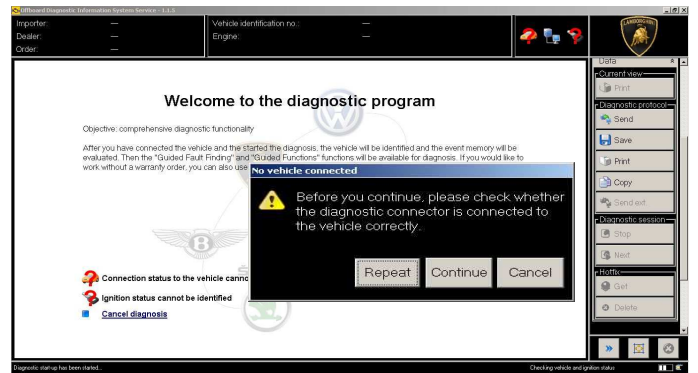 Offboard Diagnostic Information System Service - 1.1.5
Importer: —
Dealer: —
Order: —
Vehicle identification no.: —
Engine: —
LAMBORGHINI
Welcome to the diagnostic program
Objective: comprehensive diagnostic functionality
After you have connected the vehicle and the started the diagnosis, the vehicle will be identified and the event memory will be
evaluated. Then the "Guided Fault Finding" and "Guided Functions" functions will be available for diagnosis. If you would like to
work without a warranty order, you can also use
No vehicle connected
Before you continue, please check whether
the diagnostic connector is connected to
the vehicle correctly.
Repeat Continue Cancel
Connection status to the vehicle canno
Ignition status cannot be identified
Cancel diagnosis
Data
Current view
Print
Diagnostic protocol
Send
Save
Print
Copy
Send ext.
Diagnostic session
Stop
Next
Hotfix
Get
Delete
Diagnostic start-up has been started...
Checking vehicle and ignition status